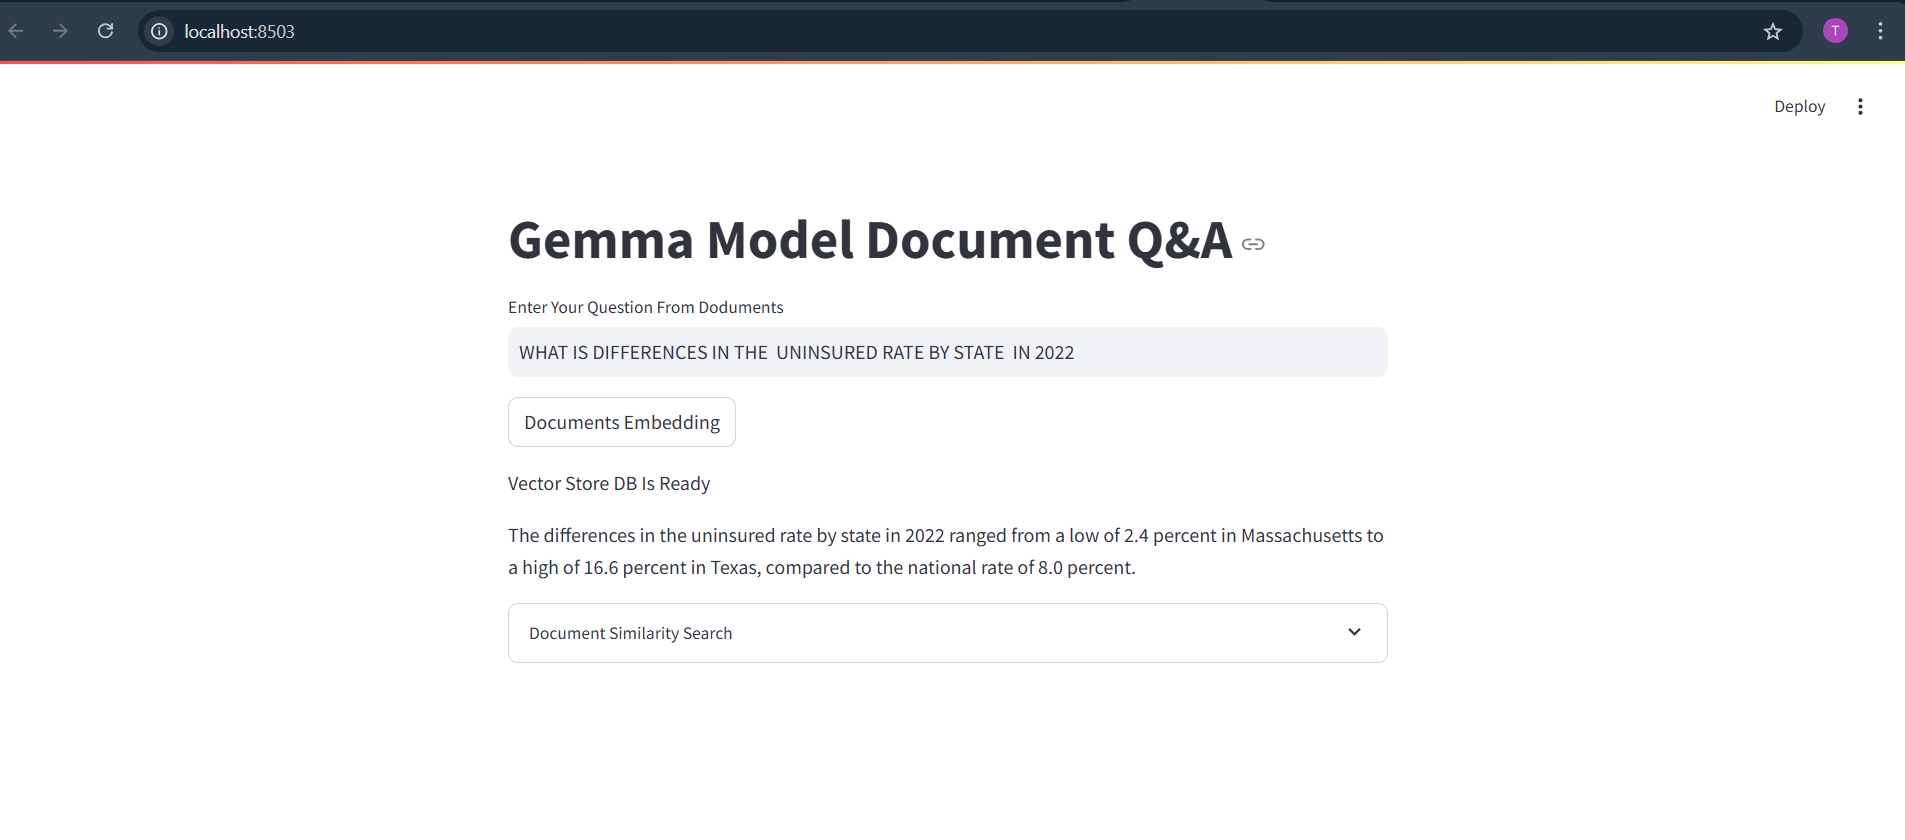 localhost:8503
T
Deploy
Gemma Model Document Q&A
Enter Your Question From Doduments
WHAT IS DIFFERENCES IN THE  UNINSURED RATE BY STATE  IN 2022
Documents Embedding
Vector Store DB Is Ready
The differences in the uninsured rate by state in 2022 ranged from a low of 2.4 percent in Massachusetts to
a high of 16.6 percent in Texas, compared to the national rate of 8.0 percent.
Document Similarity Search